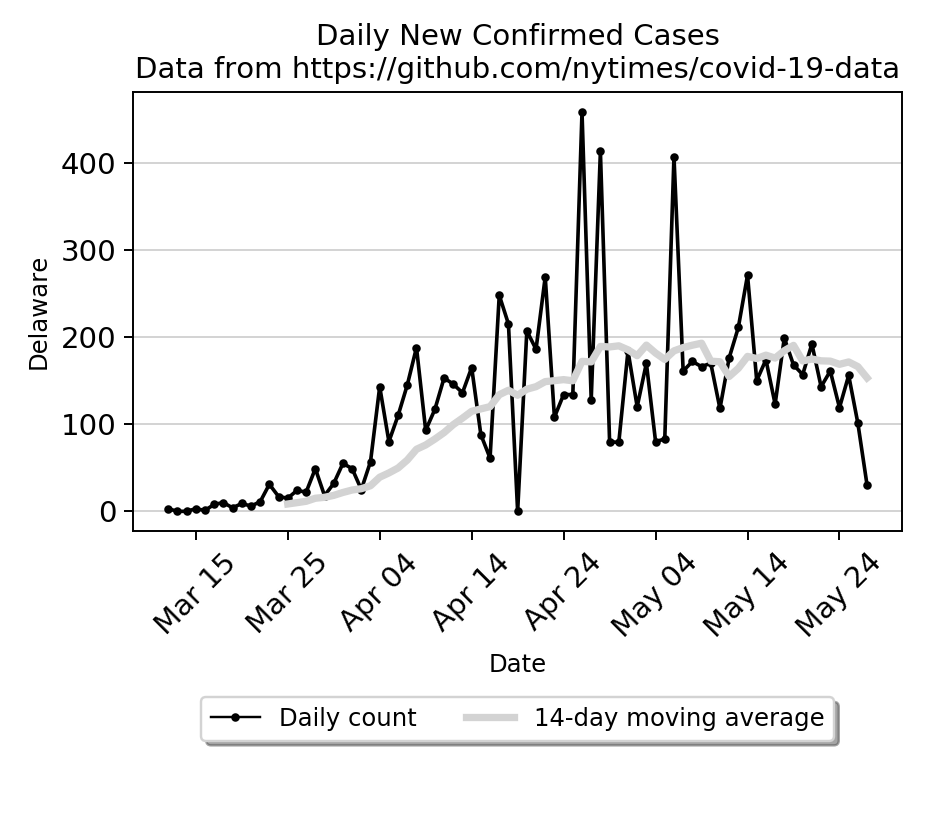 Daily New Confirmed Cases
Data from https://github.com/nytimes/covid-19-data
Delaware
400
300
200
100
0
Mar 15
Mar 25
Apr 04
Apr 14
Apr 24
May 04
May 14
May 24
Date
Daily count
14-day moving average